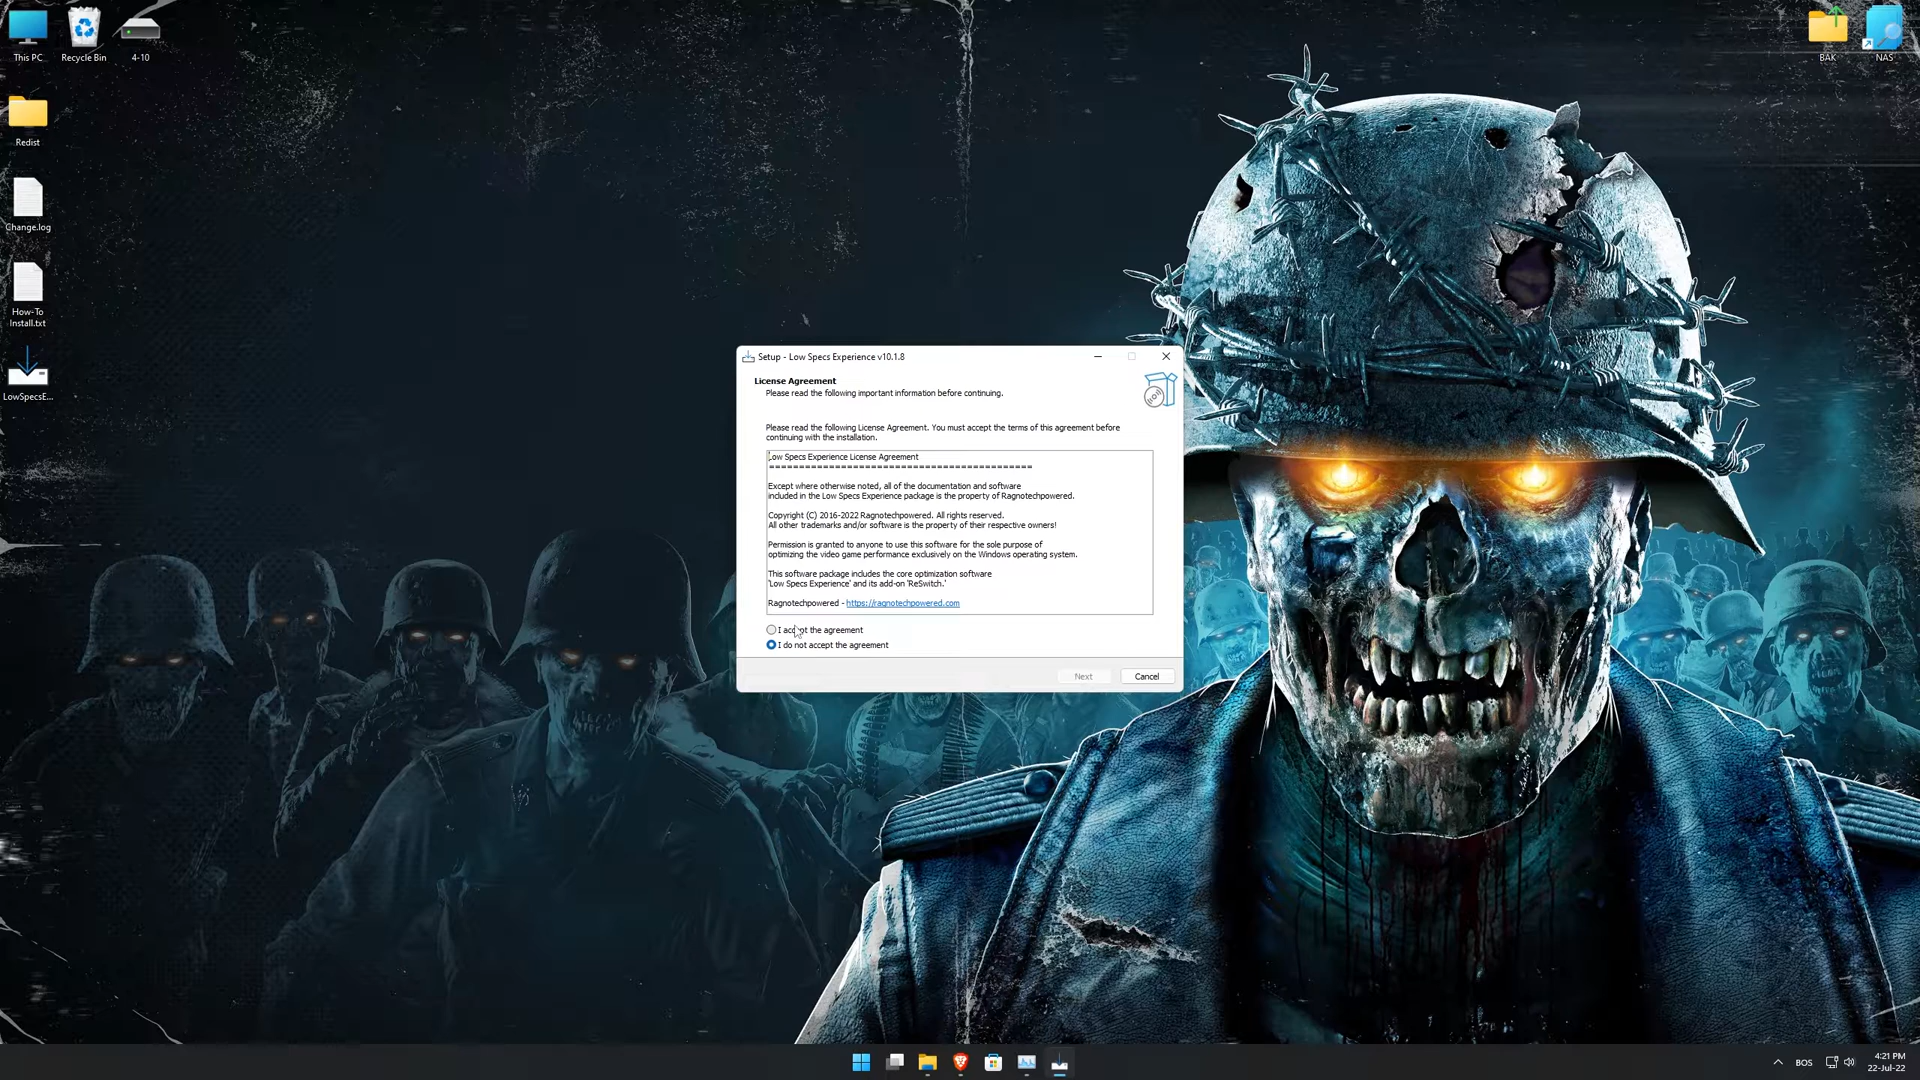 This PC
Recycle Bin
4-10
BAK
NAS
Redist
Change.log
How-To
Install.txt
LowSpecsE...
Setup - Low Specs Experience v10.1.8
License Agreement
Please read the following important information before continuing.
Please read the following License Agreement. You must accept the terms of this agreement before
continuing with the installation.
Low Specs Experience License Agreement
============================================
Except where otherwise noted, all of the documentation and software
included in the Low Specs Experience package is the property of Ragnotechpowered.
Copyright (C) 2016-2022 Ragnotechpowered. All rights reserved.
All other trademarks and/or software is the property of their respective owners!
Permission is granted to anyone to use this software for the sole purpose of
optimizing the video game performance exclusively on the Windows operating system.
This software package includes the core optimization software
'Low Specs Experience' and its add-on 'ReSwitch.'
Ragnotechpowered - https://ragnotechpowered.com
I accept the agreement
I do not accept the agreement
Next
Cancel
BOS
4:21 PM
22-Jul-22